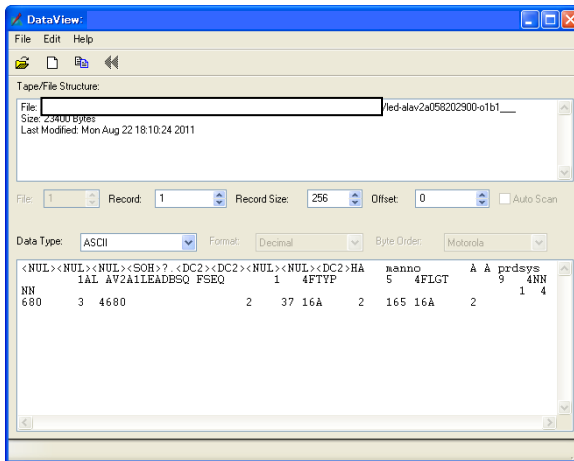 DataView:
File Edit Help
Tape/File Structure:
File: /led-alav2a058202900-o1b1___
Size: 23400 Bytes
Last Modified: Mon Aug 22 18:10:24 2011
File: 1 Record: 1 Record Size: 256 Offset: 0 Auto Scan
Data Type: ASCII Format: Decimal Byte Order: Motorola
<NUL><NUL><NUL><SOH>?.<DC2><DC2><NUL><NUL><DC2>HA manno A A prdsys
1AL AV2A1LEADBSQ FSEQ 1 4FTYP 5 4FLGT 9 4NN
NN 1 4
680 3 4680 2 37 16A 2 165 16A 2